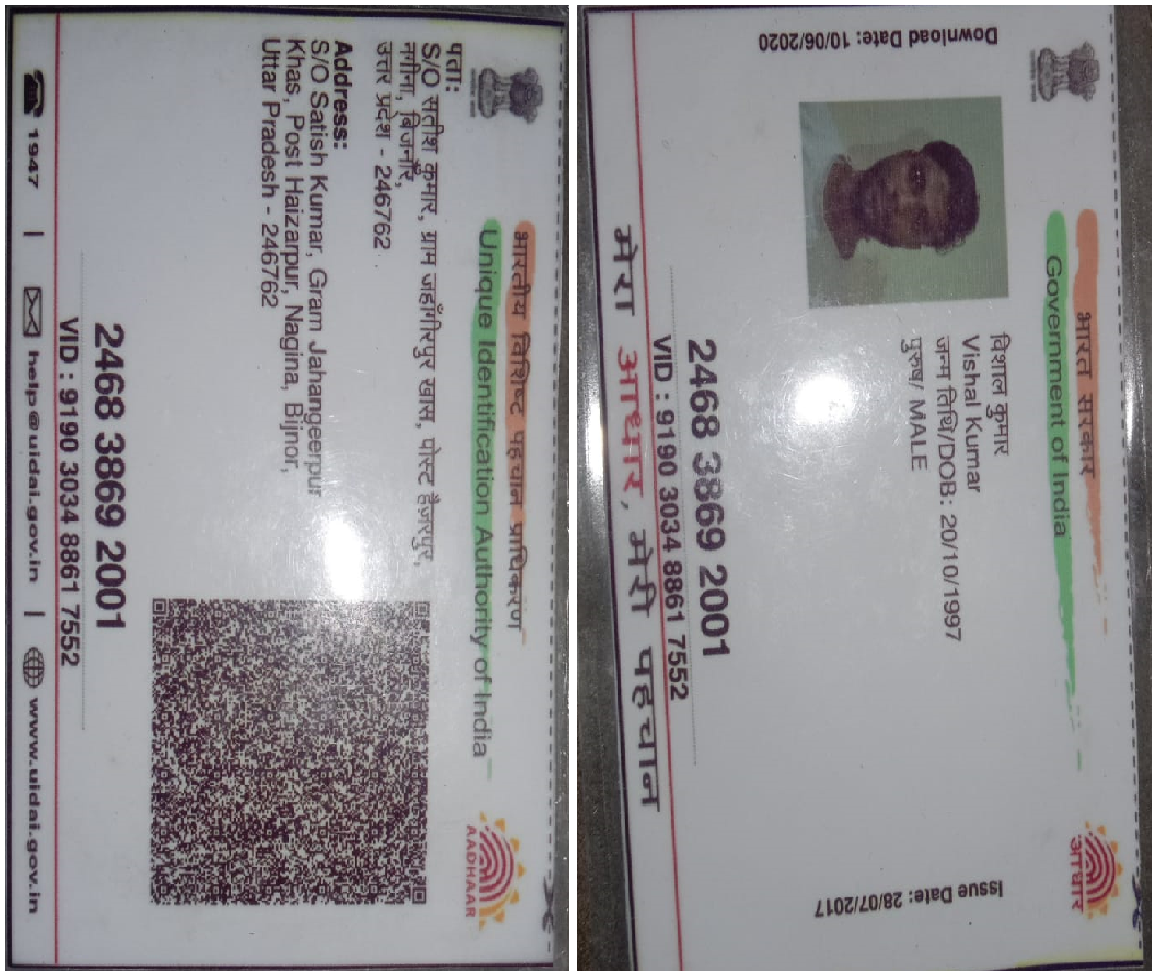 भारतीय विशिष्ट पहचान प्राधिकरण
Unique Identification Authority of India
AADHAAR
पता:
S/O सतीश कुमार, ग्राम जहाँगीरपुर खास, पोस्ट हैजरपुर,
नगीना, बिजनौर,
उत्तर प्रदेश - 246762
Address:
S/O Satish Kumar, Gram Jahangeerpur
Khas, Post Haizarpur, Nagina, Bijnor,
Uttar Pradesh - 246762
2468 3869 2001
VID : 9190 3034 8861 7552
1947 | help@uidai.gov.in | www.uidai.gov.in
भारत सरकार
Government of India
आधार
Download Date: 10/06/2020
विशाल कुमार
Vishal Kumar
जन्म तिथि/DOB: 20/10/1997
पुरुष/ MALE
Issue Date: 28/07/2017
2468 3869 2001
VID : 9190 3034 8861 7552
मेरा आधार, मेरी पहचान